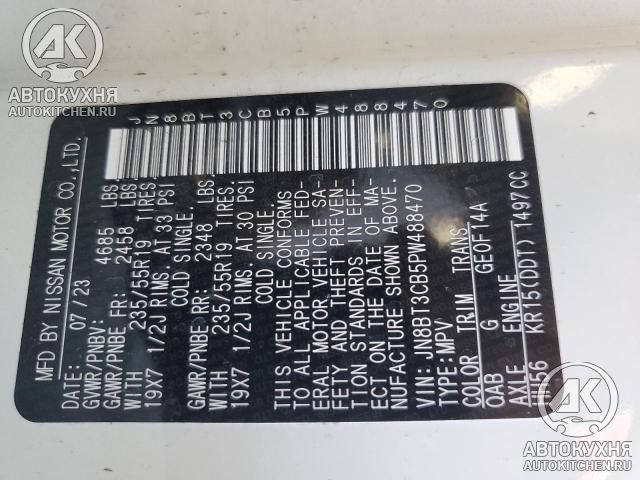 MFD BY NISSAN MOTOR CO.,LTD.
DATE: 07/23
GVWR/PNBV: 4685 LBS
GAWR/PNBE FR: 2458 LBS.
WITH 235/55R19 TIRES,
19X7 1/2J RIMS. AT 33 PSI
COLD SINGLE.
GAWR/PNBE RR: 2348 LBS.
WITH 235/55R19 TIRES,
19X7 1/2J RIMS. AT 30 PSI
COLD SINGLE.
THIS VEHICLE CONFORMS
TO ALL APPLICABLE FED-
ERAL MOTOR VEHICLE SA-
FETY AND THEFT PREVEN-
TION STANDARDS IN EFF-
ECT ON THE DATE OF MA-
NUFACTURE SHOWN ABOVE.
VIN: JN8BT3CB5PW488470
TYPE: MPV
COLOR TRIM TRANS
QAB G GE0F14A
AXLE ENGINE
H156 KR15(DDT) 1497CC
JN8BT3CB5PW488470
AK
АВТОКУХНЯ
AUTOKITCHEN.RU
AK
АВТОКУХНЯ
AUTOKITCHEN.RU